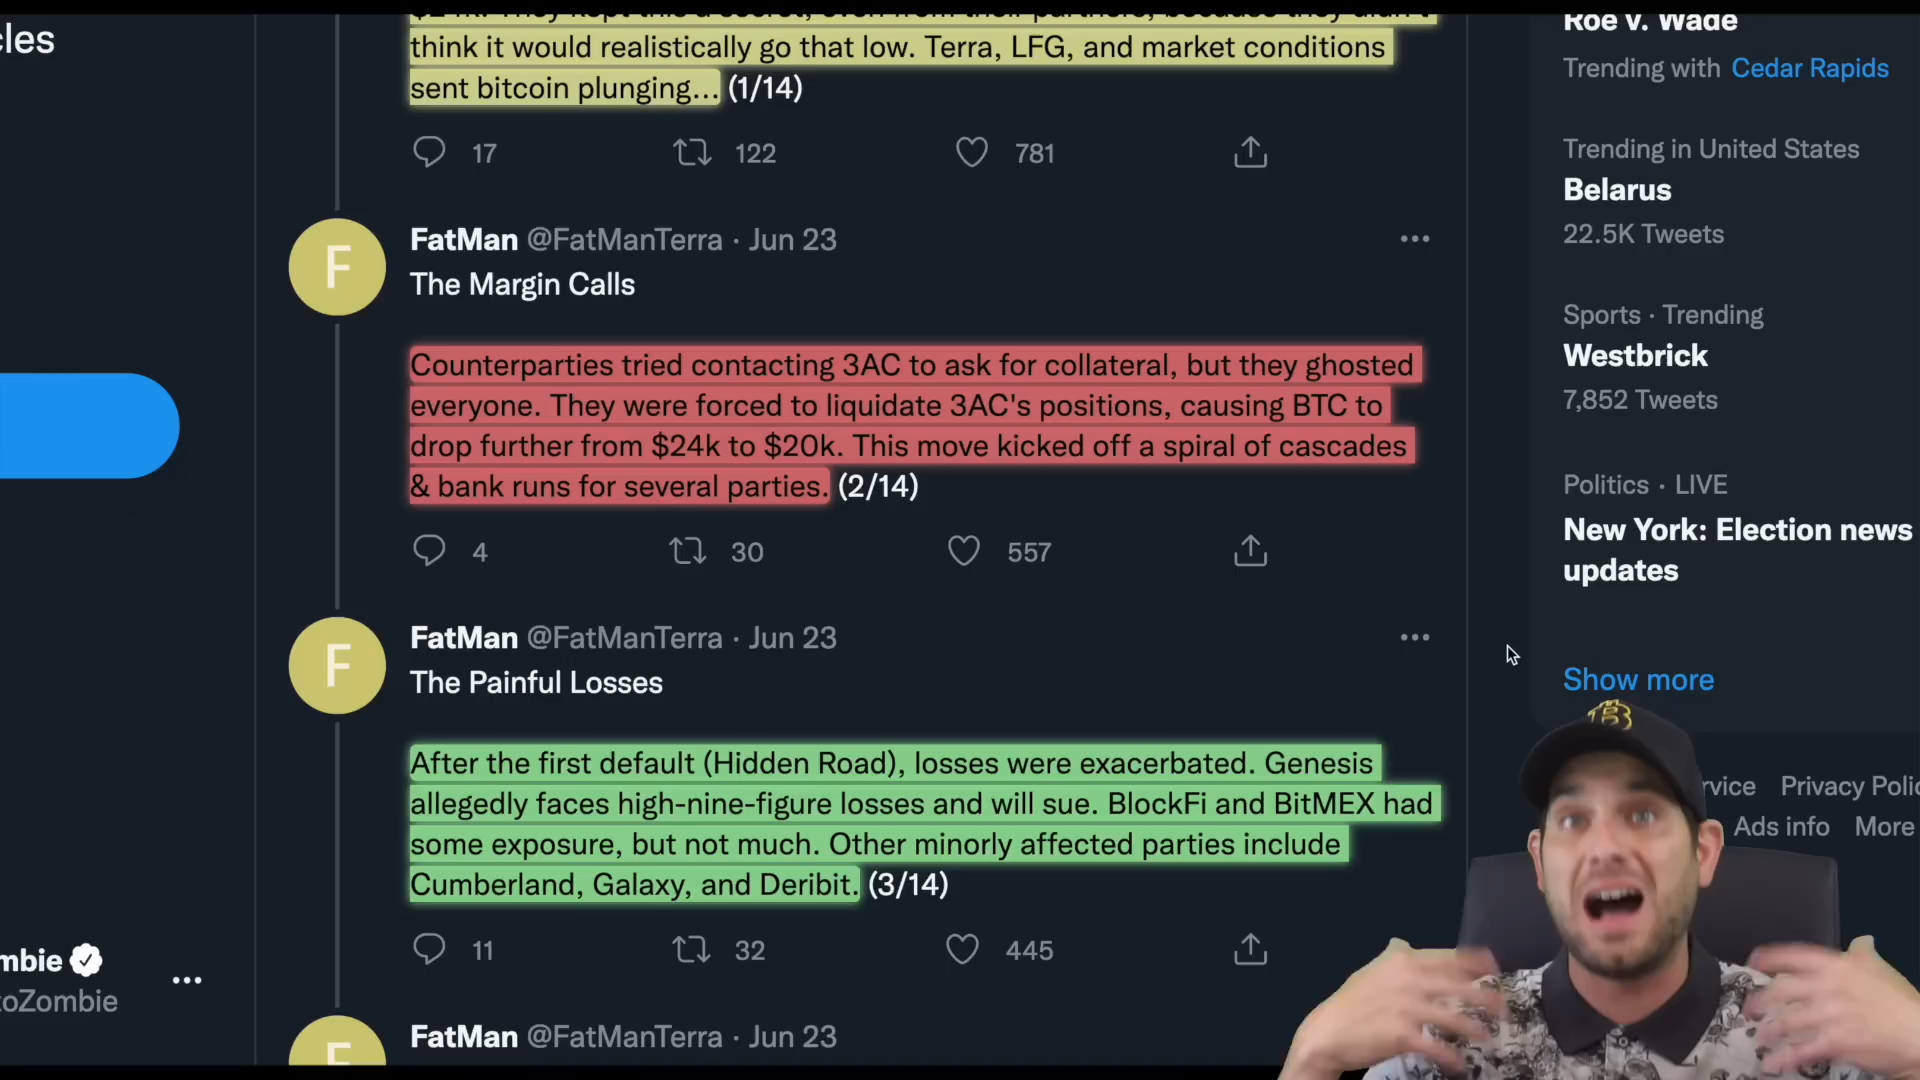 cles
think it would realistically go that low. Terra, LFG, and market conditions
sent bitcoin plunging... (1/14)
17 122 781
FatMan @FatManTerra · Jun 23
The Margin Calls
Counterparties tried contacting 3AC to ask for collateral, but they ghosted
everyone. They were forced to liquidate 3AC's positions, causing BTC to
drop further from $24k to $20k. This move kicked off a spiral of cascades
& bank runs for several parties. (2/14)
4 30 557
FatMan @FatManTerra · Jun 23
The Painful Losses
After the first default (Hidden Road), losses were exacerbated. Genesis
allegedly faces high-nine-figure losses and will sue. BlockFi and BitMEX had
some exposure, but not much. Other minorly affected parties include
Cumberland, Galaxy, and Deribit. (3/14)
11 32 445
FatMan @FatManTerra · Jun 23
F
F
F
mbie
toZombie
Roe v. Wade
Trending with Cedar Rapids
Trending in United States
Belarus
22.5K Tweets
Sports · Trending
Westbrick
7,852 Tweets
Politics · LIVE
New York: Election news
updates
Show more
rvice Privacy Polic
Ads info More
B